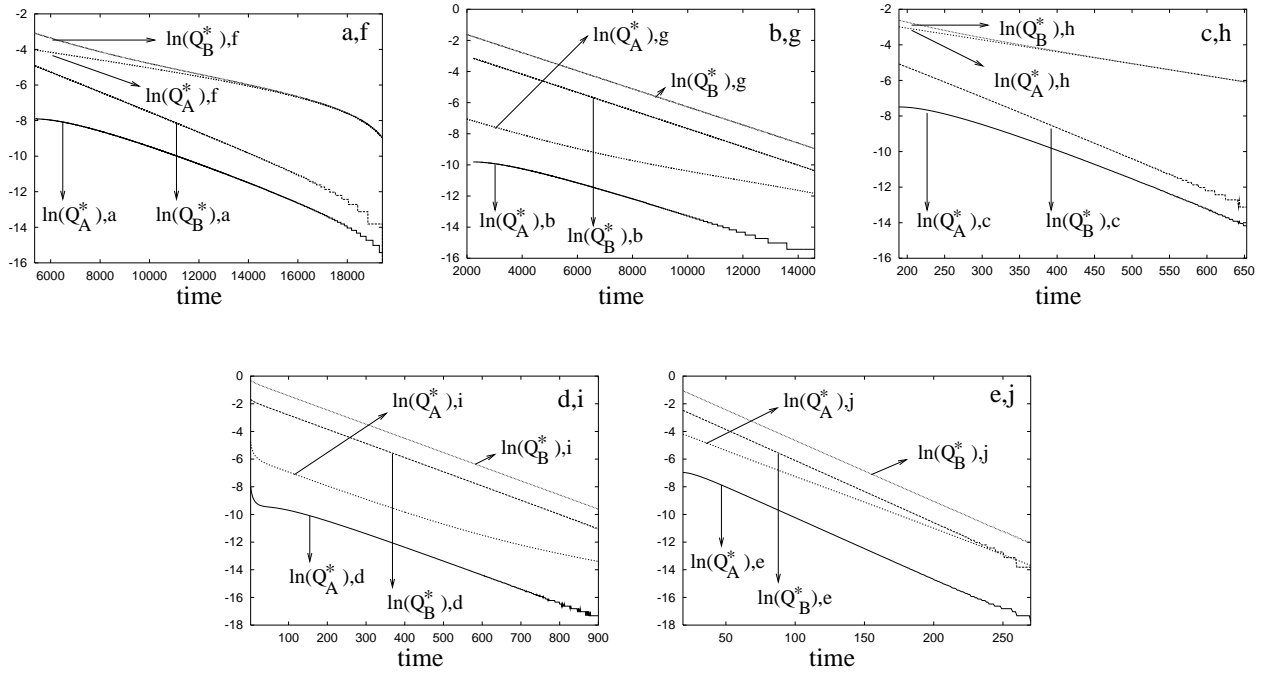 -2
-4
-6
-8
-10
-12
-14
-16
6000 8000 10000 12000 14000 16000 18000
time
a,f
ln(Q*B),f
ln(Q*A),f
ln(Q*A),a
ln(Q*B),a
0
-2
-4
-6
-8
-10
-12
-14
-16
2000 4000 6000 8000 10000 12000 14000
time
b,g
ln(Q*A),g
ln(Q*B),g
ln(Q*A),b
ln(Q*B),b
-2
-4
-6
-8
-10
-12
-14
-16
200 250 300 350 400 450 500 550 600 650
time
c,h
ln(Q*B),h
ln(Q*A),h
ln(Q*A),c
ln(Q*B),c
0
-2
-4
-6
-8
-10
-12
-14
-16
-18
100 200 300 400 500 600 700 800 900
time
d,i
ln(Q*A),i
ln(Q*B),i
ln(Q*A),d
ln(Q*B),d
0
-2
-4
-6
-8
-10
-12
-14
-16
-18
50 100 150 200 250
time
e,j
ln(Q*A),j
ln(Q*B),j
ln(Q*A),e
ln(Q*B),e